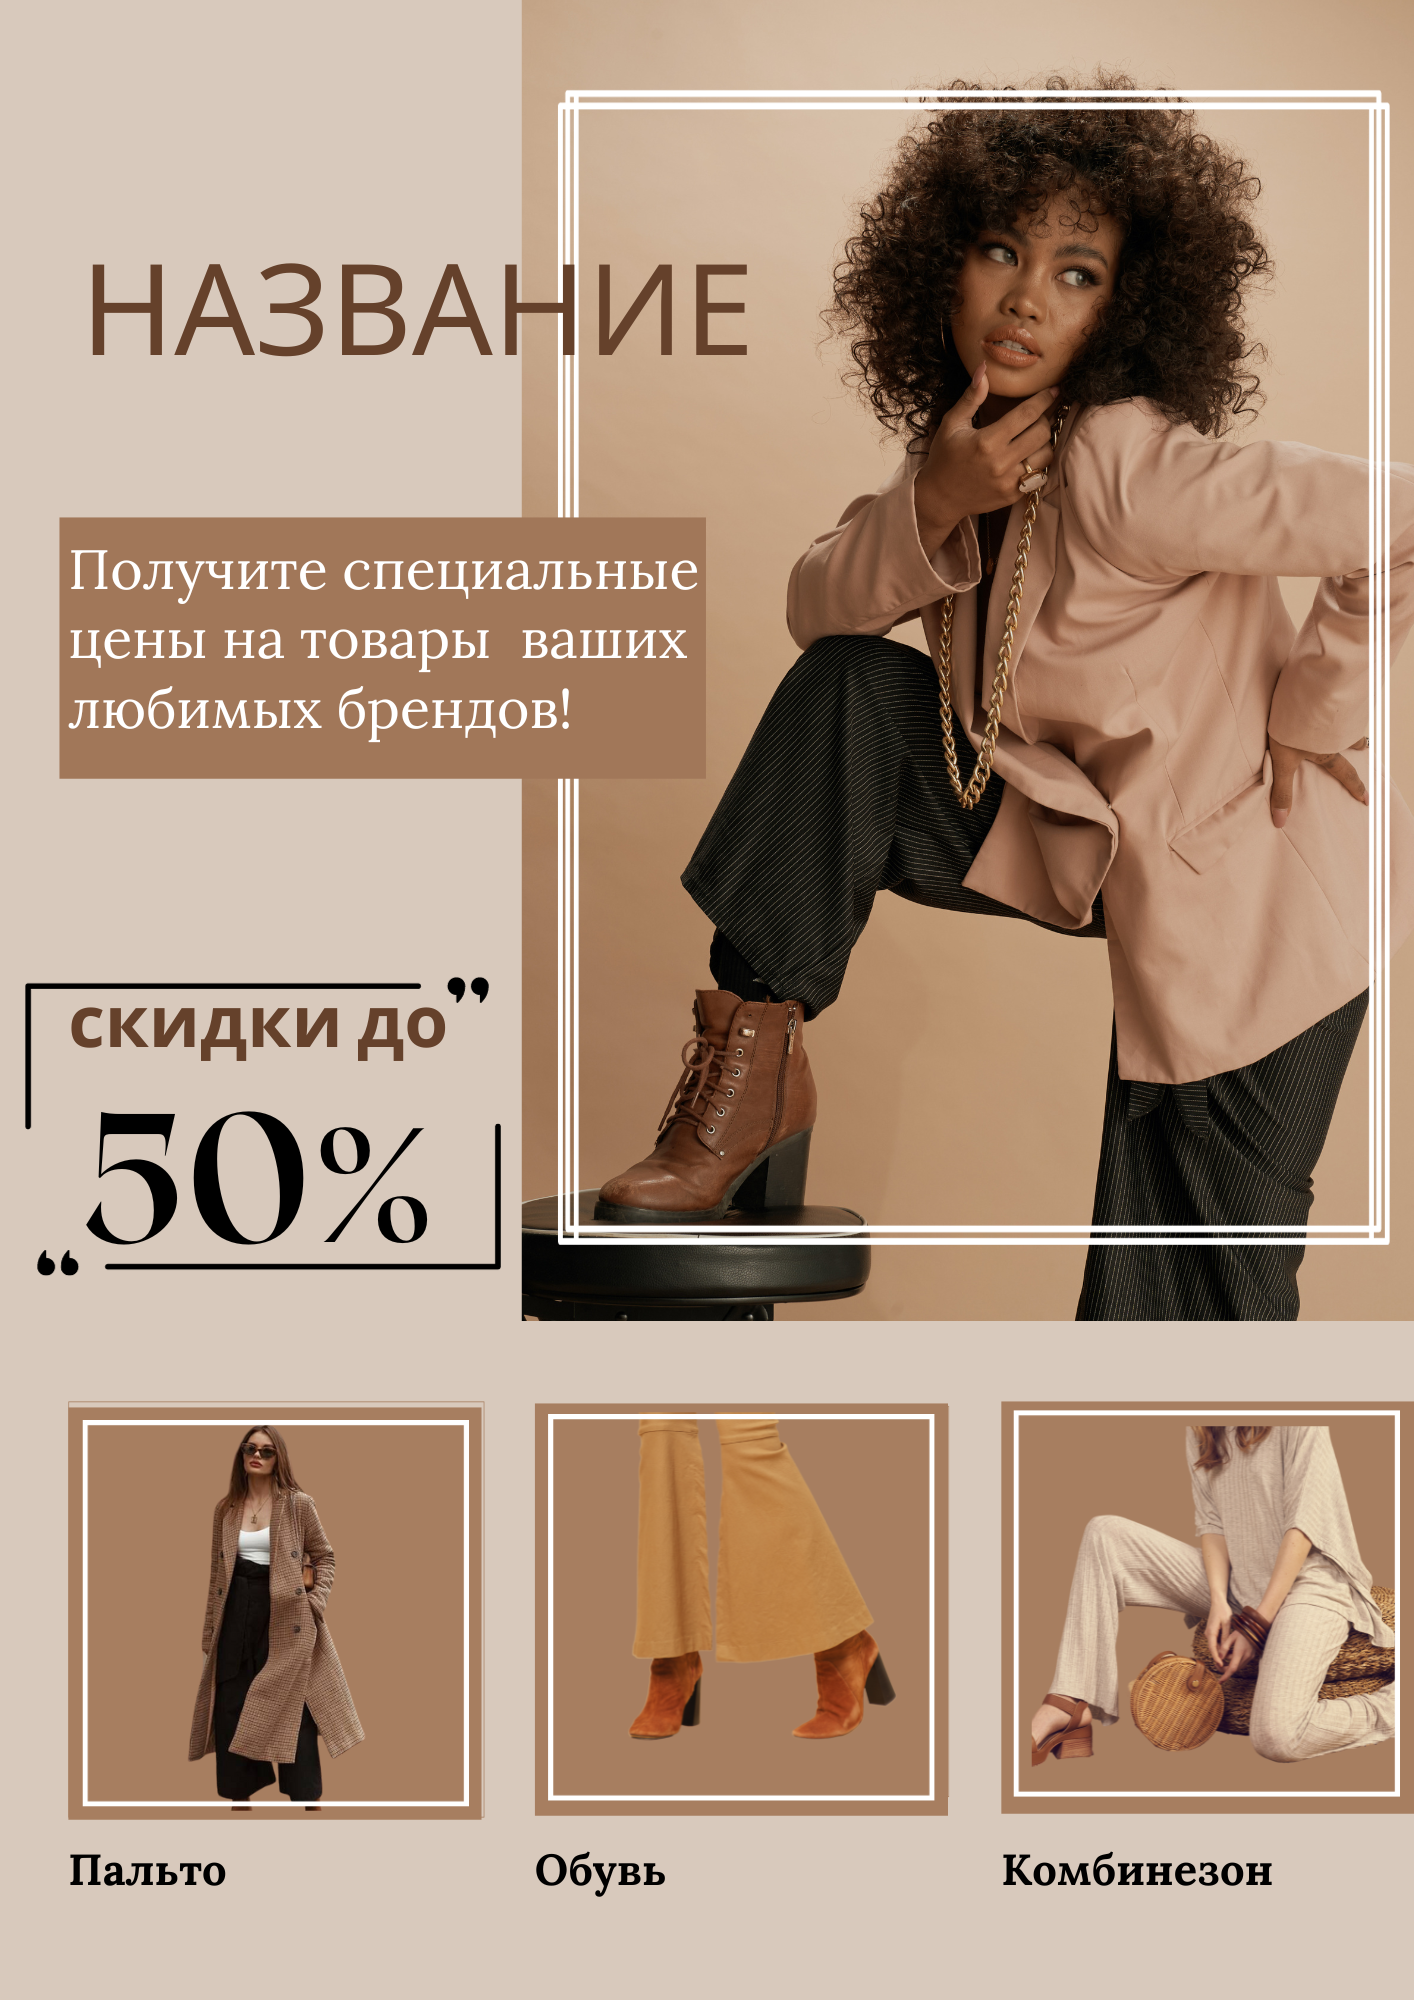 НАЗВАНИЕ
Получите специальные
цены на товары  ваших
любимых брендов!
скидки до
50%
Пальто
Обувь
Комбинезон